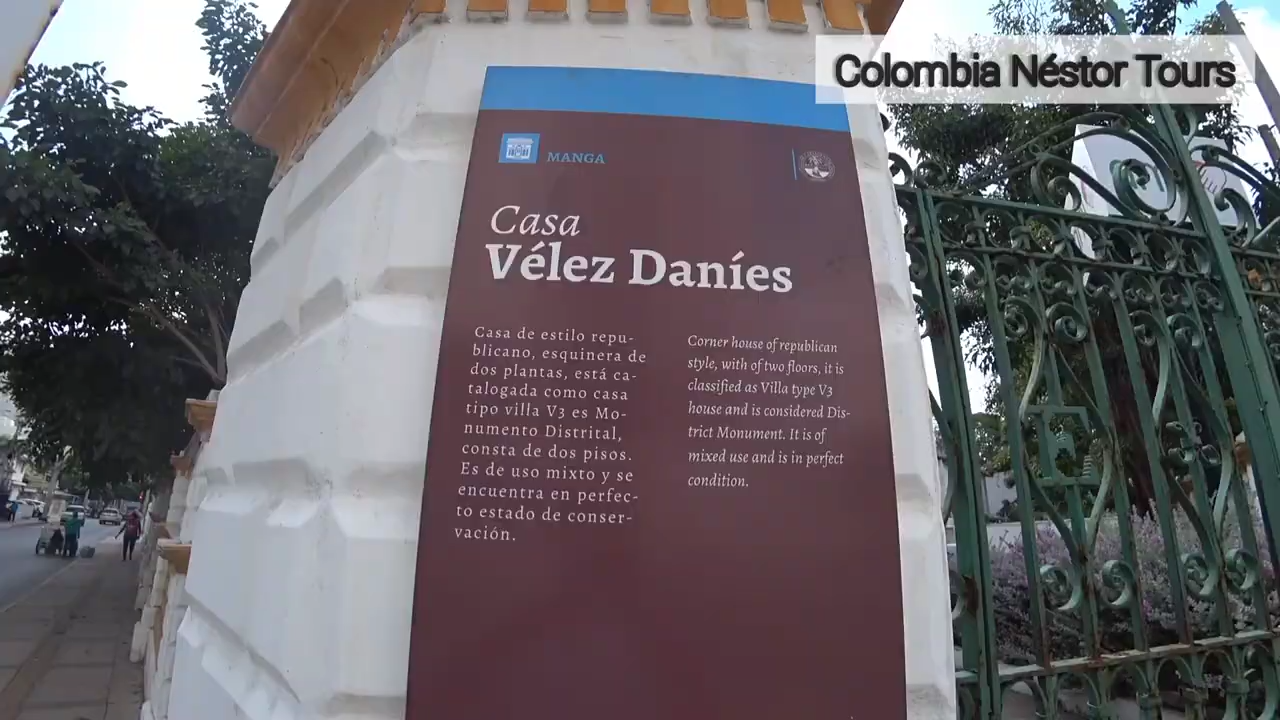 Colombia Néstor Tours
MANGA
Casa
Vélez Daníes
Casa de estilo repu-
blicano, esquinera de
dos plantas, está ca-
talogada como casa
tipo villa V3 es Mo-
numento Distrital,
consta de dos pisos.
Es de uso mixto y se
encuentra en perfec-
to estado de conser-
vación.
Corner house of republican
style, with of two floors, it is
classified as Villa type V3
house and is considered Dis-
trict Monument. It is of
mixed use and is in perfect
condition.